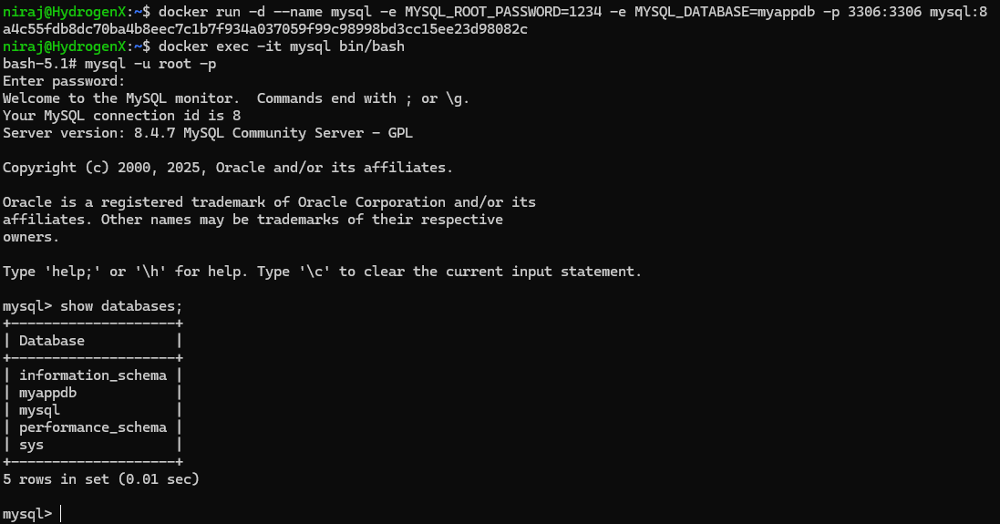 niraj@HydrogenX:~$ docker run -d --name mysql -e MYSQL_ROOT_PASSWORD=1234 -e MYSQL_DATABASE=myappdb -p 3306:3306 mysql:8
a4c55fdb8dc70ba4b8eec7c1b7f934a037059f99c98998bd3cc15ee23d98082c
niraj@HydrogenX:~$ docker exec -it mysql bin/bash
bash-5.1# mysql -u root -p
Enter password:
Welcome to the MySQL monitor.  Commands end with ; or \g.
Your MySQL connection id is 8
Server version: 8.4.7 MySQL Community Server - GPL

Copyright (c) 2000, 2025, Oracle and/or its affiliates.

Oracle is a registered trademark of Oracle Corporation and/or its
affiliates. Other names may be trademarks of their respective
owners.

Type 'help;' or '\h' for help. Type '\c' to clear the current input statement.

mysql> show databases;
+--------------------+
| Database           |
+--------------------+
| information_schema |
| myappdb            |
| mysql              |
| performance_schema |
| sys                |
+--------------------+
5 rows in set (0.01 sec)

mysql>